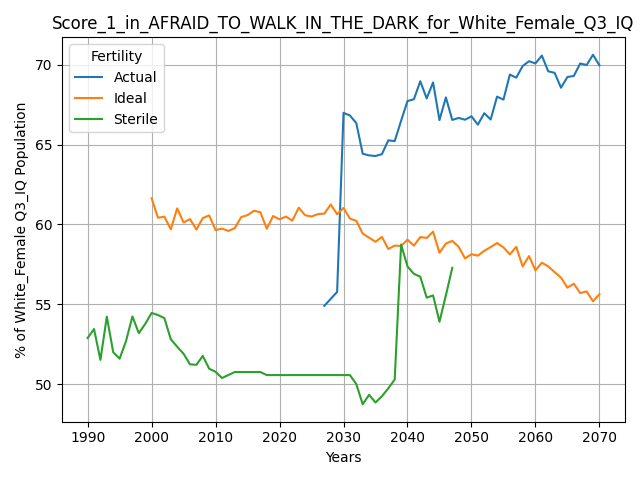 Score_1_in_AFRAID_TO_WALK_IN_THE_DARK_for_White_Female_Q3_IQ
Fertility
Actual
Ideal
Sterile
% of White_Female Q3_IQ Population
70
65
60
55
50
1990 2000 2010 2020 2030 2040 2050 2060 2070
Years